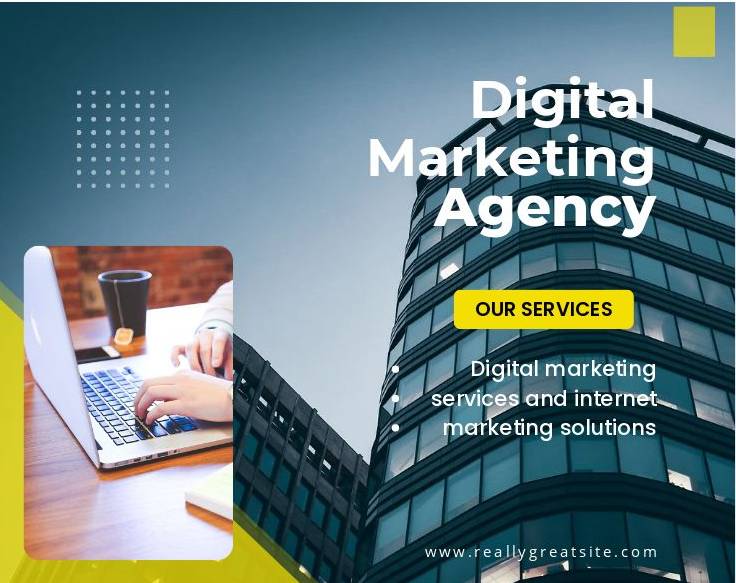 Digital
Marketing
Agency
OUR SERVICES
• Digital marketing
• services and internet
• marketing solutions
www.reallygreatsite.com